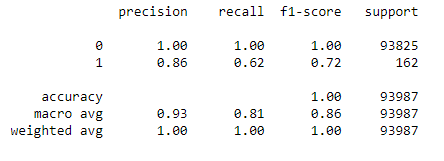 precision recall f1-score support
0 1.00 1.00 1.00 93825
1 0.86 0.62 0.72 162
accuracy 1.00 93987
macro avg 0.93 0.81 0.86 93987
weighted avg 1.00 1.00 1.00 93987